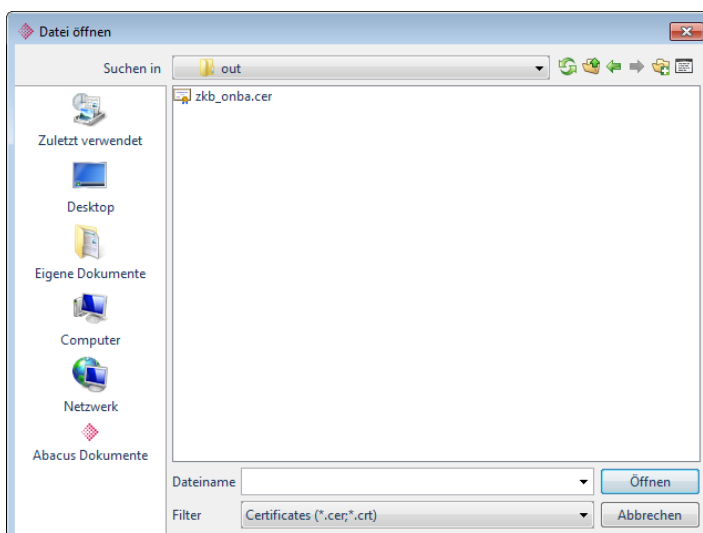 Datei öffnen
Suchen in out
zkb_onba.cer
Zuletzt verwendet
Desktop
Eigene Dokumente
Computer
Netzwerk
Abacus Dokumente
Dateiname Öffnen
Filter Certificates (*.cer;*.crt) Abbrechen